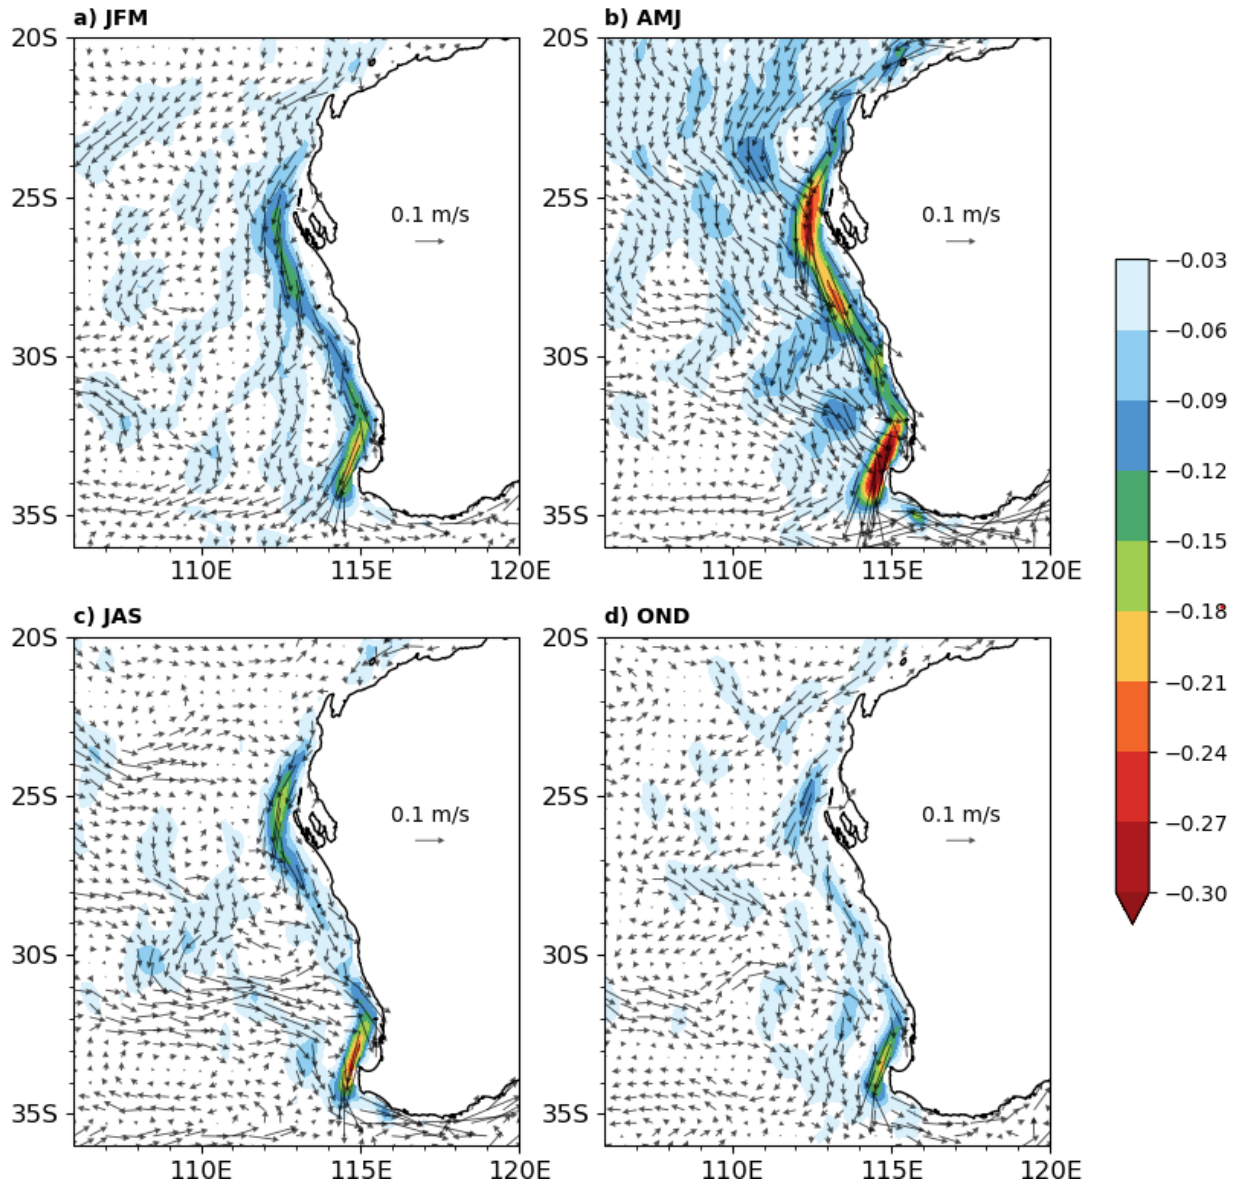 a) JFM
20S
25S
30S
35S
0.1 m/s
110E 115E 120E
b) AMJ
20S
25S
30S
35S
0.1 m/s
110E 115E 120E
c) JAS
20S
25S
30S
35S
0.1 m/s
110E 115E 120E
d) OND
20S
25S
30S
35S
0.1 m/s
110E 115E 120E
−0.03
−0.06
−0.09
−0.12
−0.15
−0.18
−0.21
−0.24
−0.27
−0.30